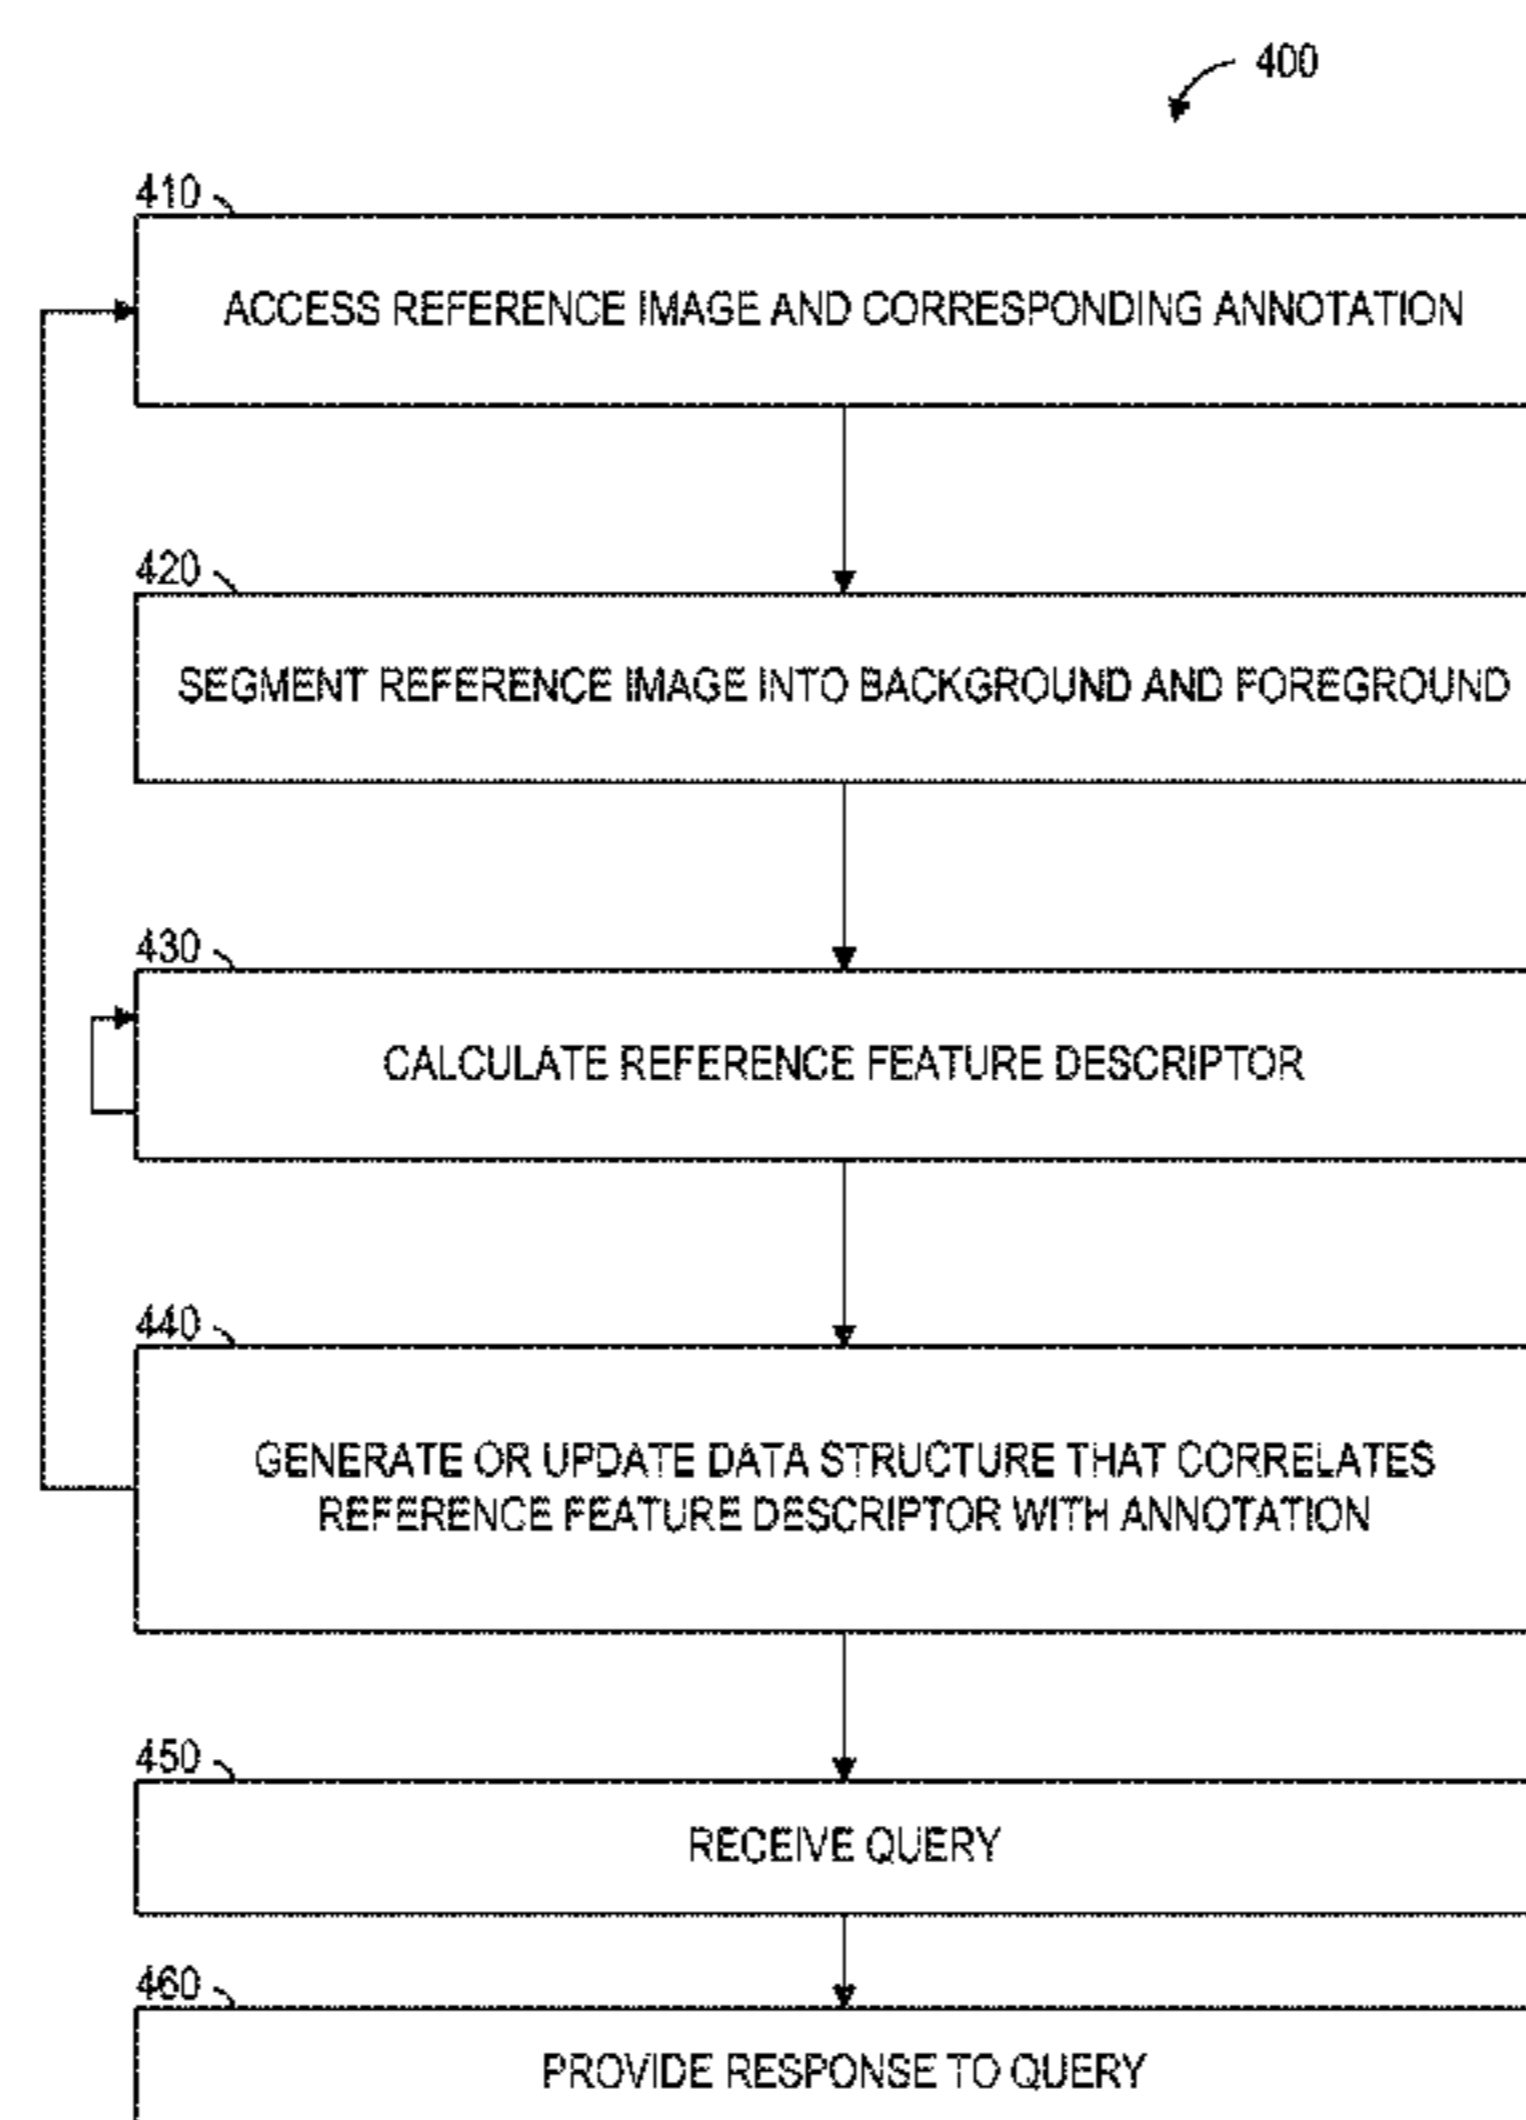 400
410
ACCESS REFERENCE IMAGE AND CORRESPONDING ANNOTATION
420
SEGMENT REFERENCE IMAGE INTO BACKGROUND AND FOREGROUND
430
CALCULATE REFERENCE FEATURE DESCRIPTOR
440
GENERATE OR UPDATE DATA STRUCTURE THAT CORRELATES
REFERENCE FEATURE DESCRIPTOR WITH ANNOTATION
450
RECEIVE QUERY
460
PROVIDE RESPONSE TO QUERY